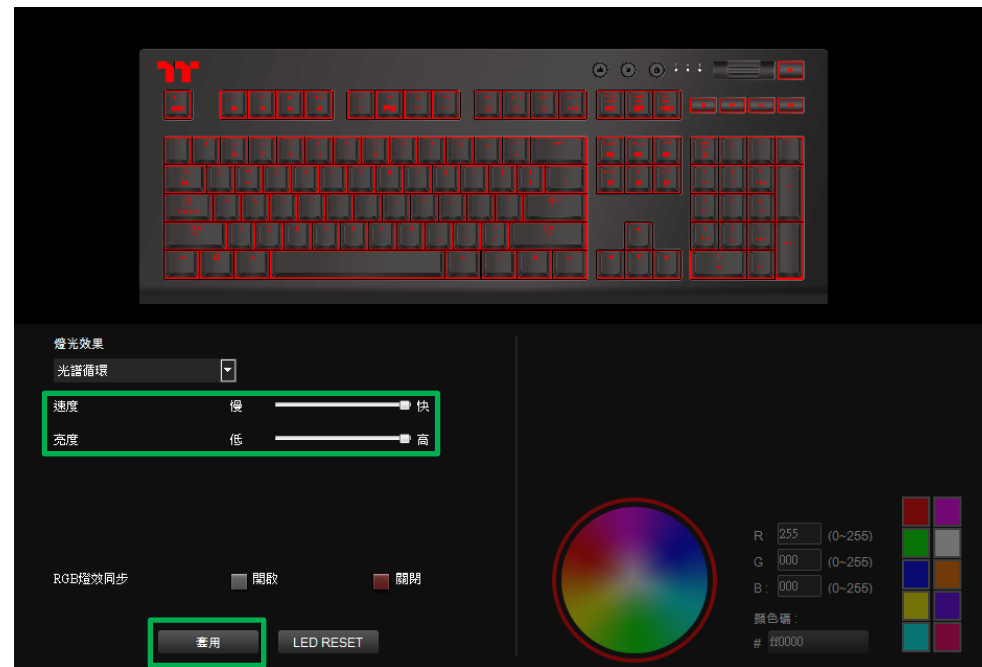 燈光效果
光譜循環
速度 慢 快
亮度 低 高
R 255 (0~255)
G 000 (0~255)
B : 000 (0~255)
RGB燈效同步 開啟 關閉
顏色碼 :
套用 LED RESET # ff0000